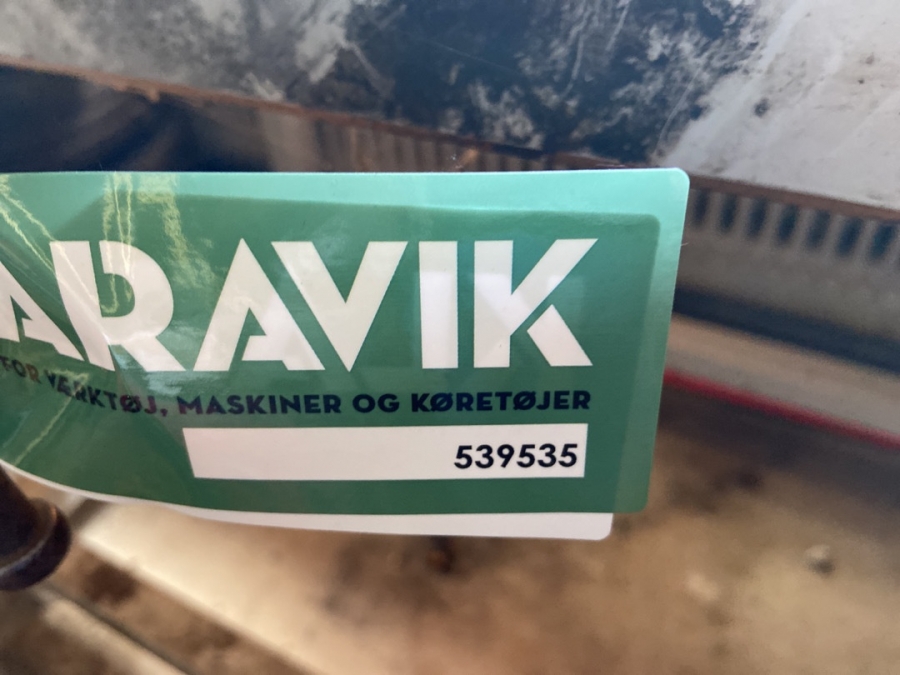 ARAVIK
FOR VÆRKTØJ, MASKINER OG KØRETØJER
539535